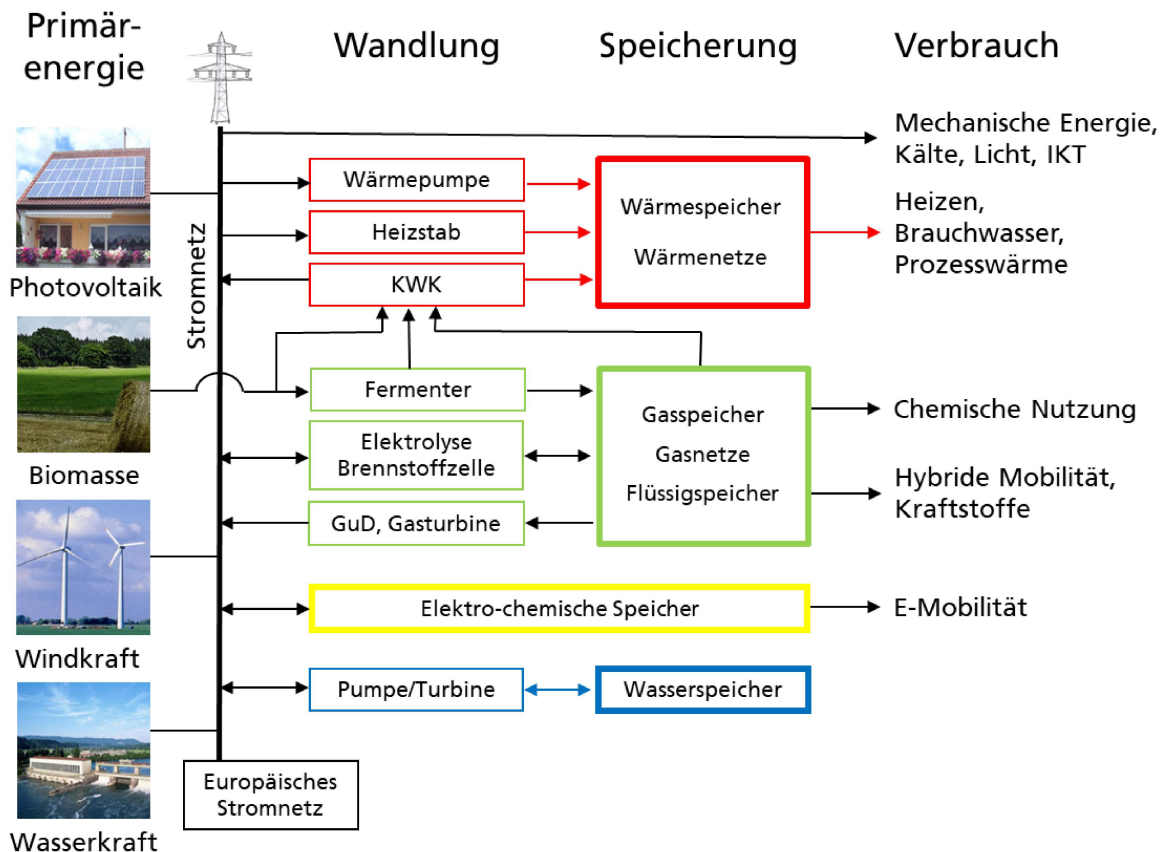 Primär-
energie
Wandlung
Speicherung
Verbrauch
Mechanische Energie,
Kälte, Licht, IKT
Wärmepumpe
Heizstab
KWK
Wärmespeicher
Wärmenetze
Heizen,
Brauchwasser,
Prozesswärme
Stromnetz
Photovoltaik
Fermenter
Elektrolyse
Brennstoffzelle
GuD, Gasturbine
Gasspeicher
Gasnetze
Flüssigspeicher
Chemische Nutzung
Hybride Mobilität,
Kraftstoffe
Biomasse
Elektro-chemische Speicher
E-Mobilität
Windkraft
Pumpe/Turbine
Wasserspeicher
Europäisches
Stromnetz
Wasserkraft